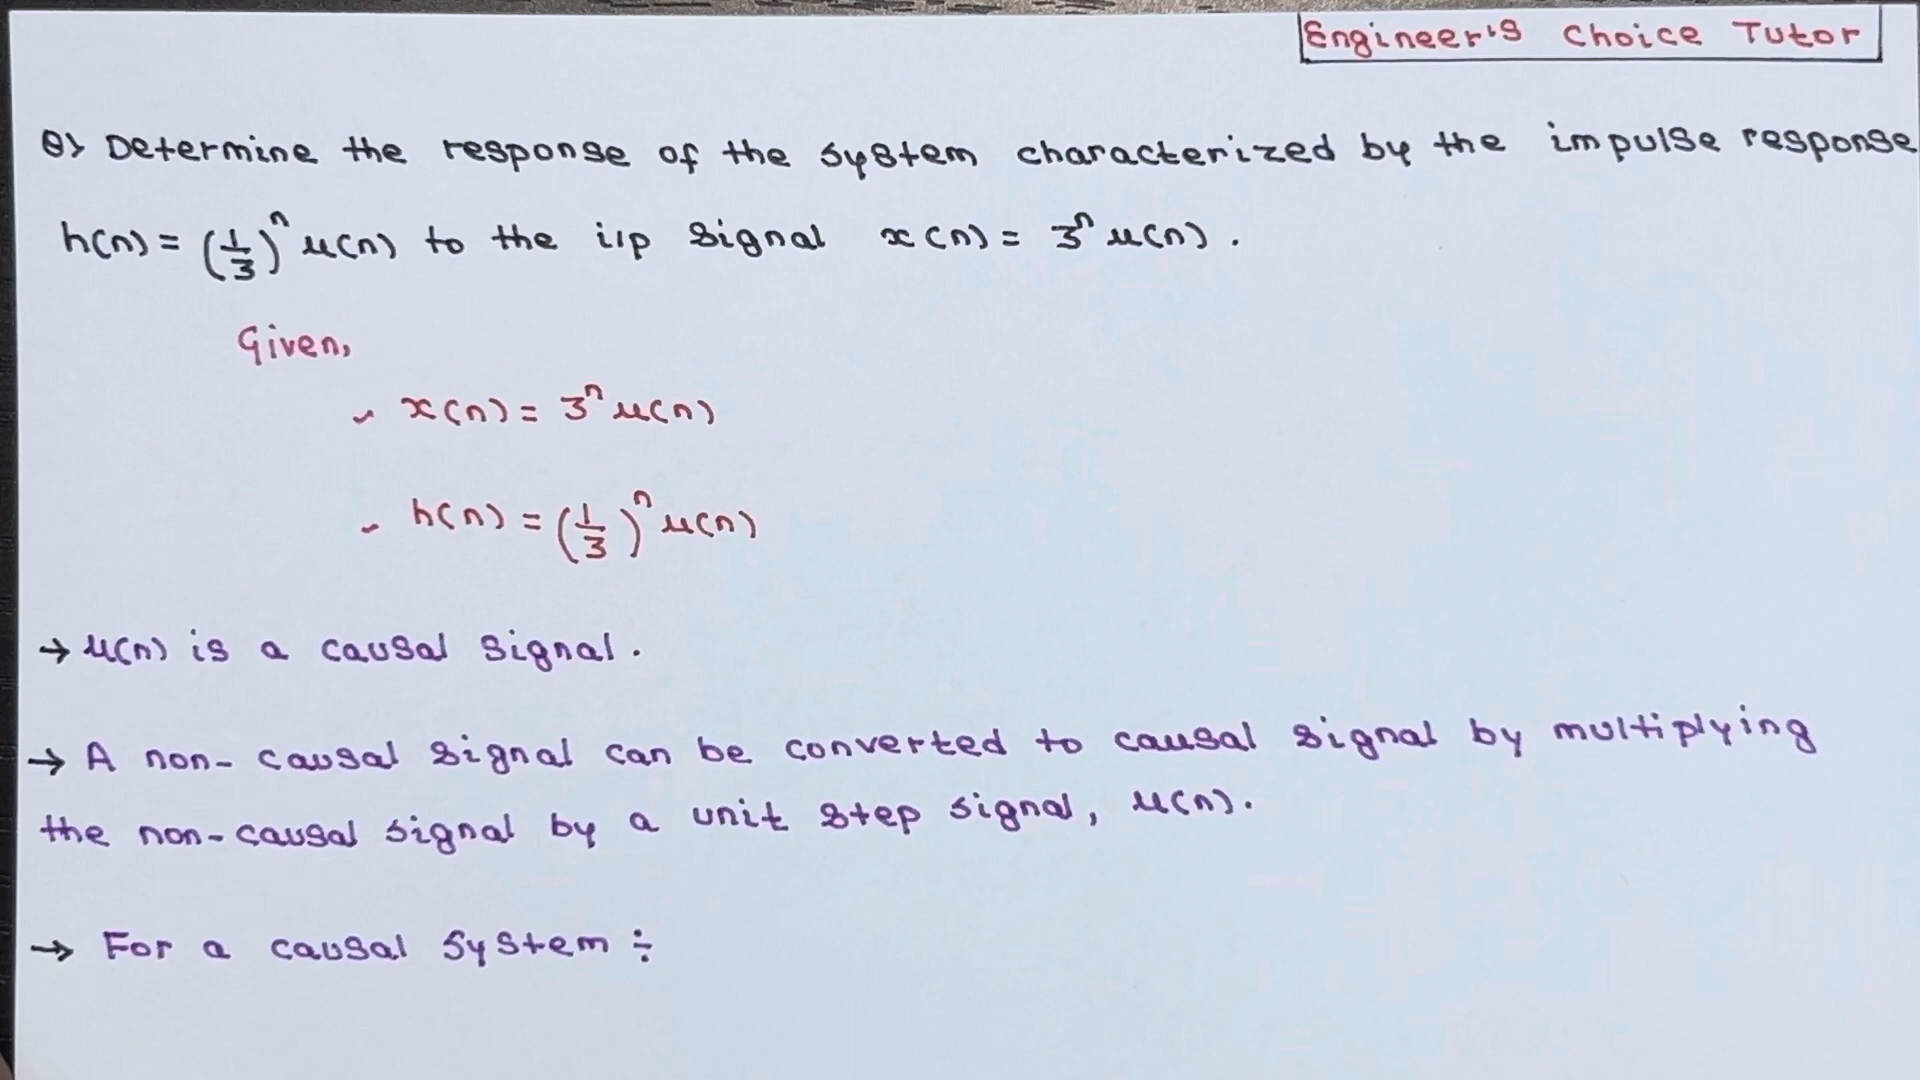 Engineer's Choice Tutor
Q) Determine the response of the system characterized by the impulse response
h(n) = (1/3)^n u(n) to the i/p signal x(n) = 3^n u(n).
Given,
x(n) = 3^n u(n)
h(n) = (1/3)^n u(n)
→ u(n) is a causal signal.
→ A non-causal signal can be converted to causal signal by multiplying
the non-causal signal by a unit step signal, u(n).
→ For a causal system ÷